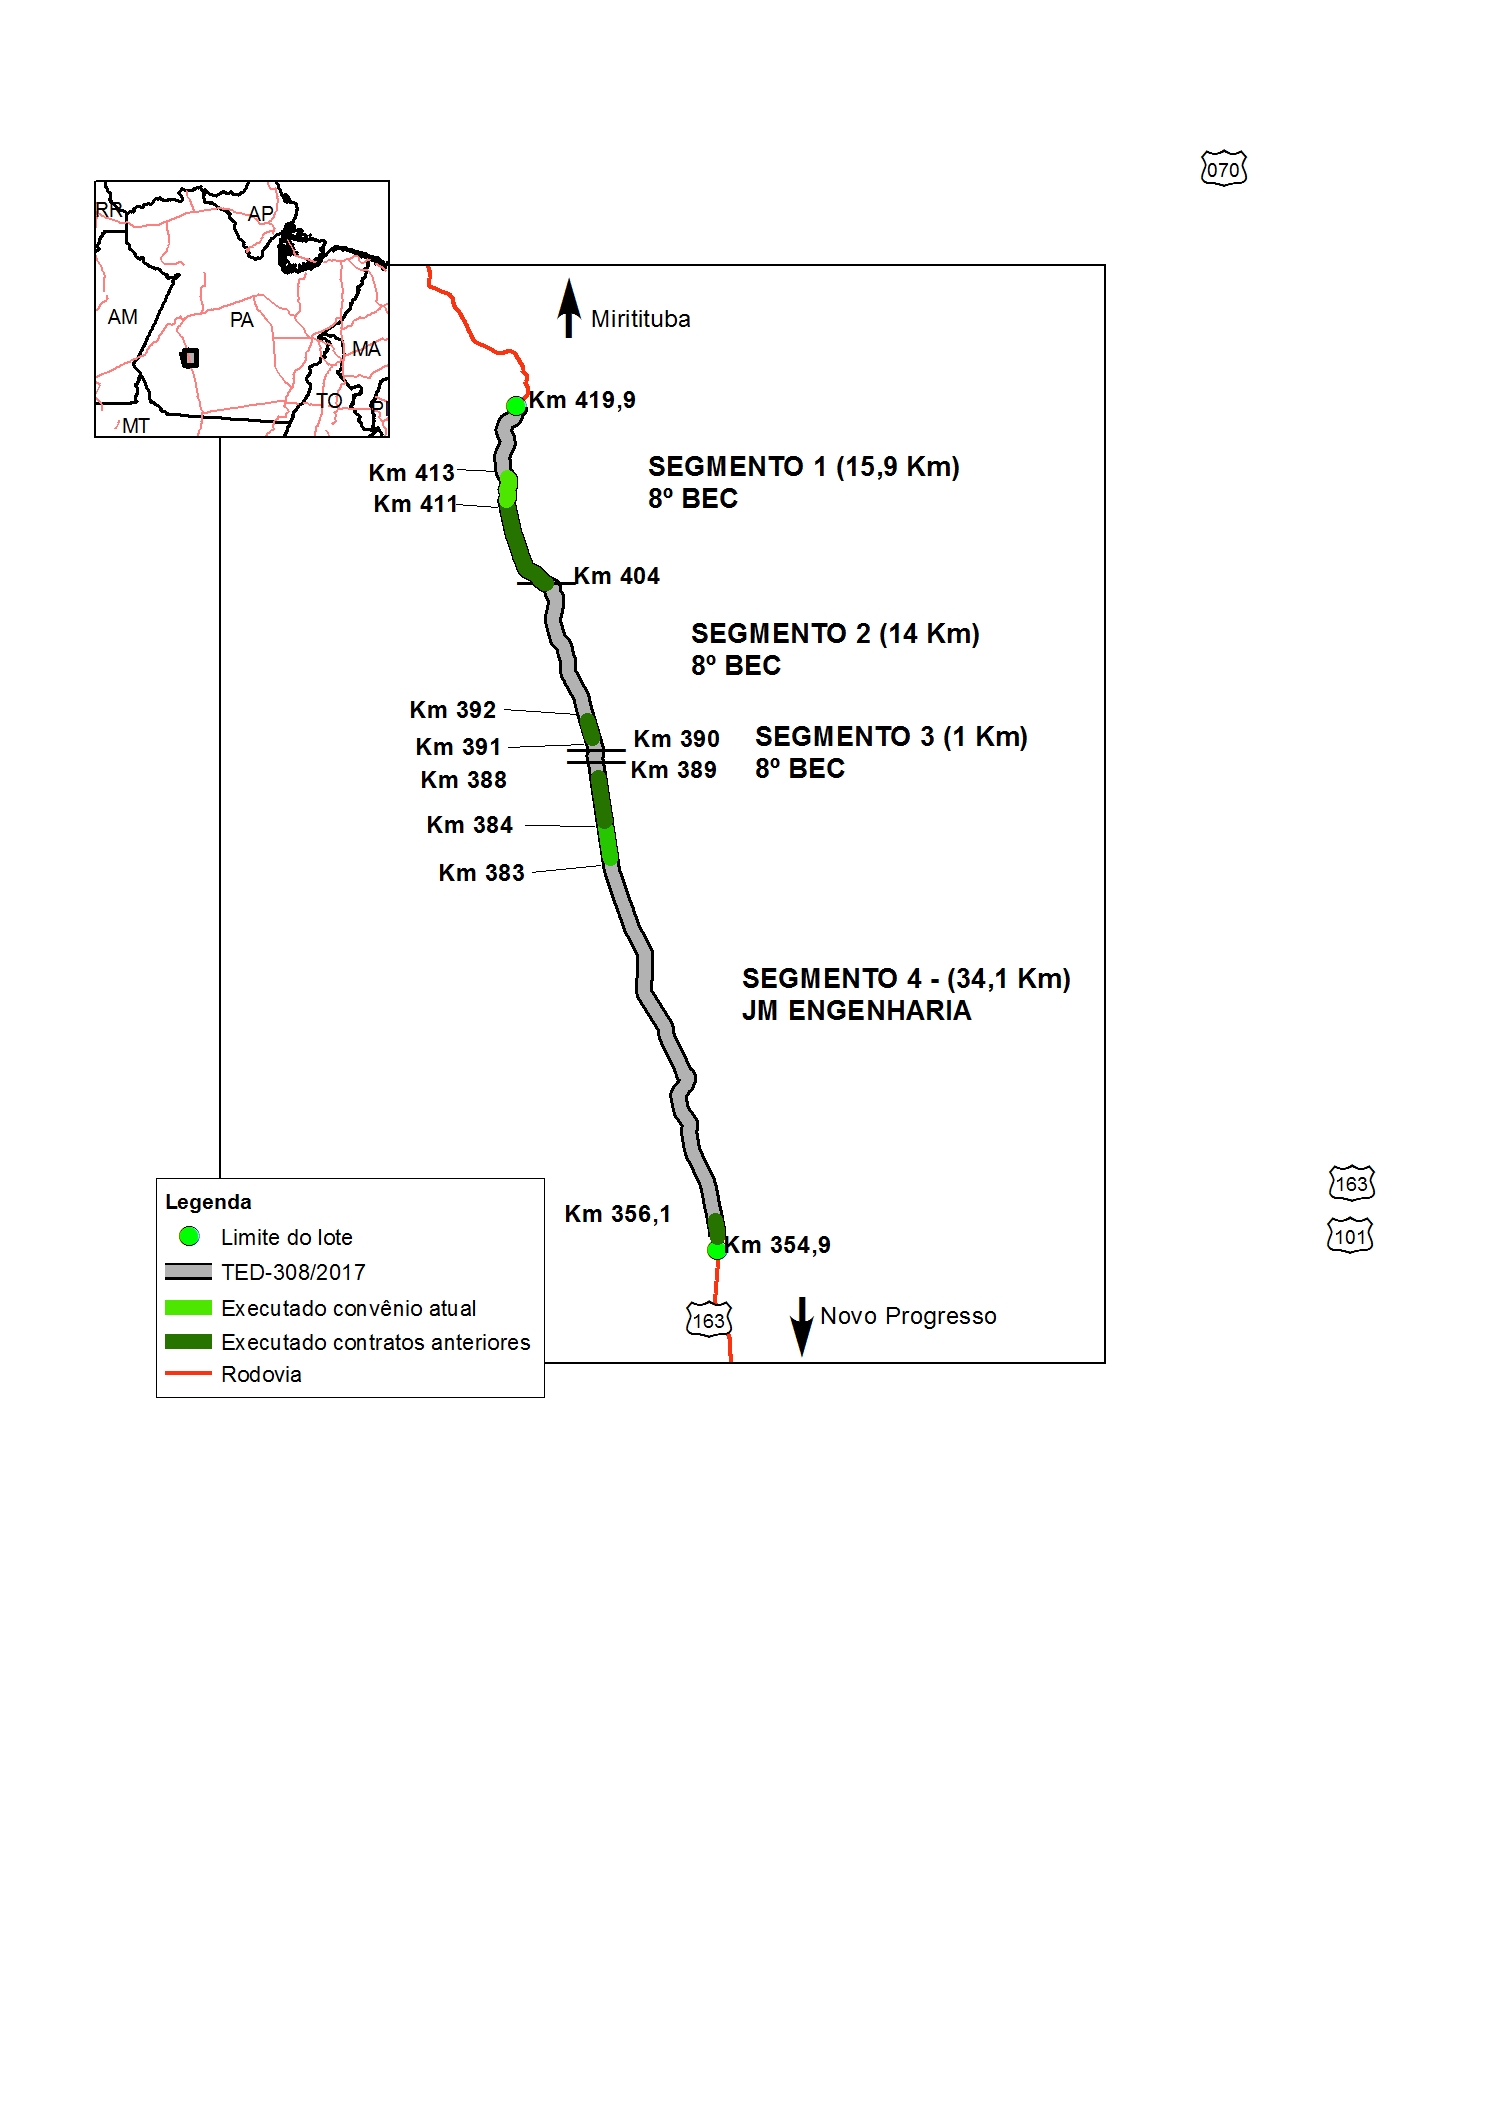 070
RR
AP
AM
PA
MA
TO
PI
MT
Miritituba
Km 419,9
SEGMENTO 1 (15,9 Km)
8º BEC
Km 413
Km 411
Km 404
SEGMENTO 2 (14 Km)
8º BEC
Km 392
Km 391
Km 390
SEGMENTO 3 (1 Km)
8º BEC
Km 389
Km 388
Km 384
Km 383
SEGMENTO 4 - (34,1 Km)
JM ENGENHARIA
163
101
Km 356,1
Km 354,9
163
Novo Progresso
Legenda
Limite do lote
TED-308/2017
Executado convênio atual
Executado contratos anteriores
Rodovia